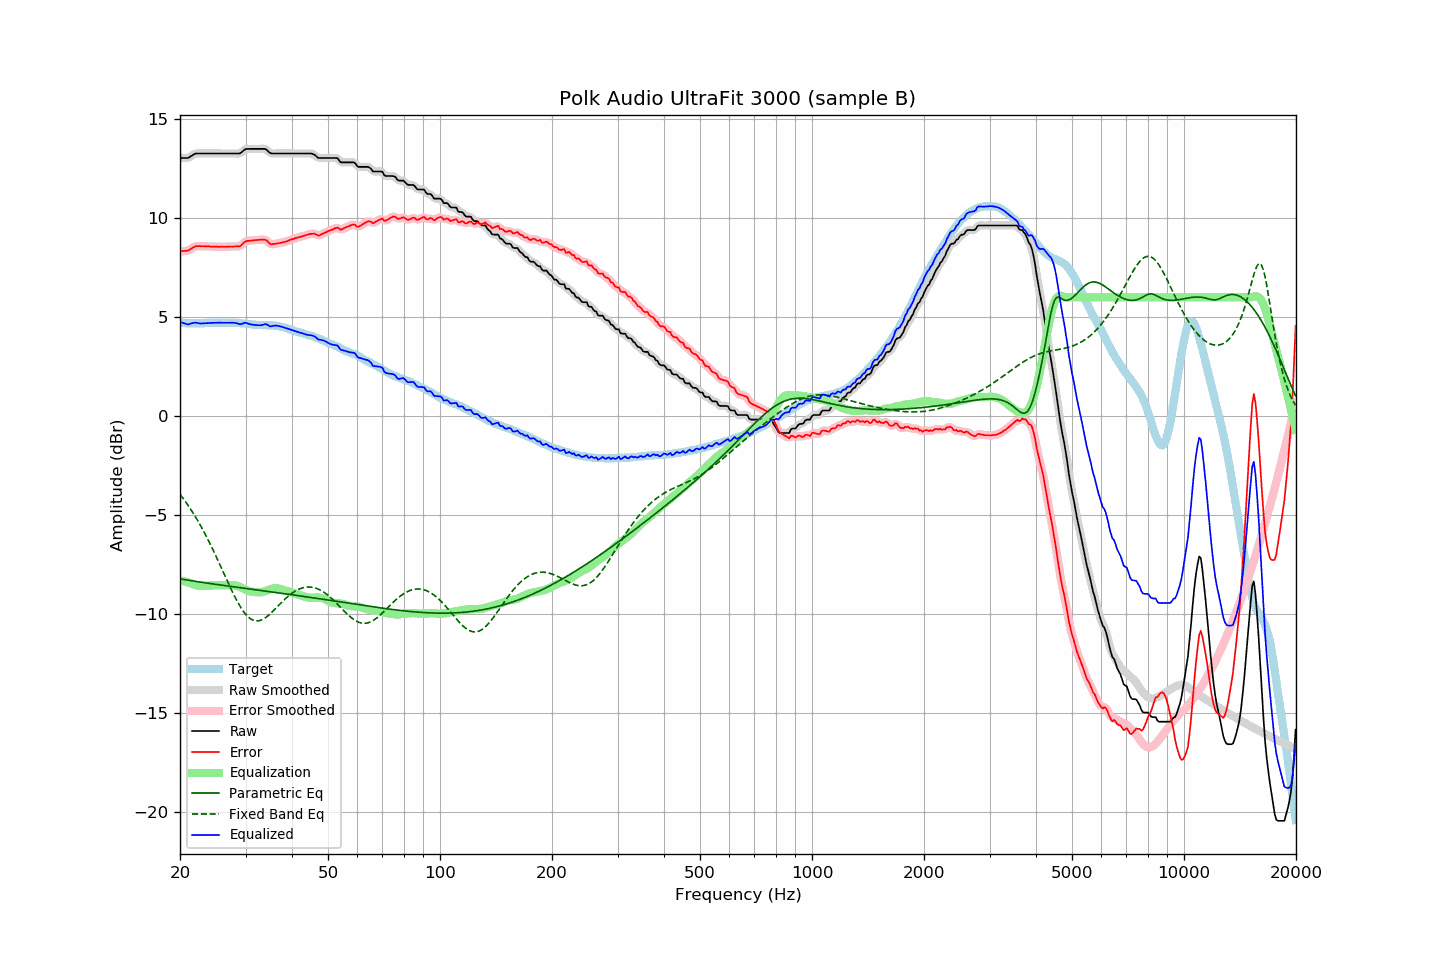 Polk Audio UltraFit 3000 (sample B)
15
10
5
0
−5
−10
−15
−20
Amplitude (dBr)
Target
Raw Smoothed
Error Smoothed
Raw
Error
Equalization
Parametric Eq
Fixed Band Eq
Equalized
20 50 100 200 500 1000 2000 5000 10000 20000
Frequency (Hz)